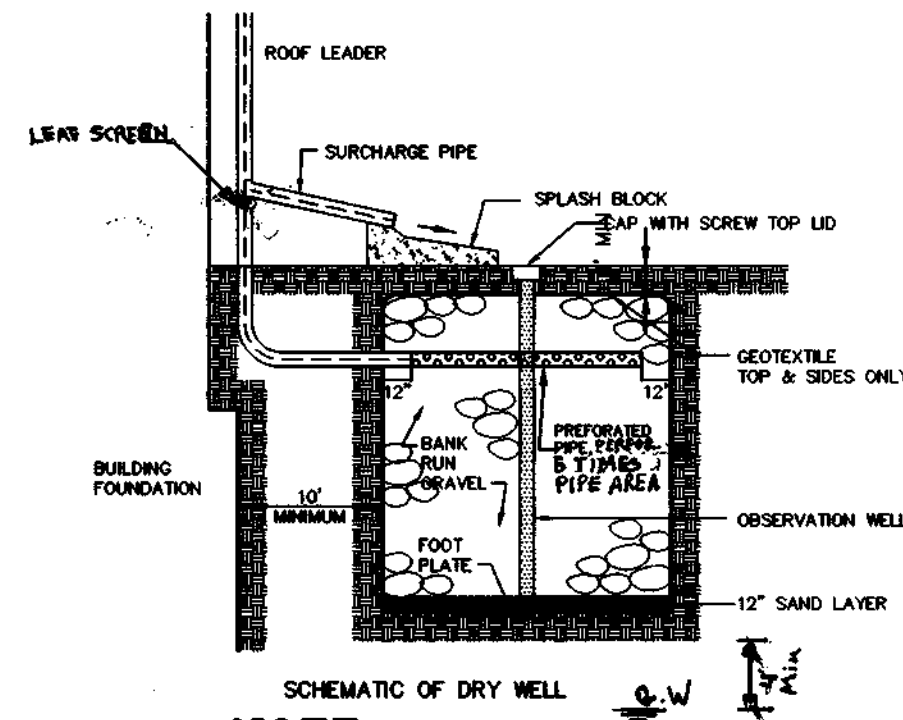 ROOF LEADER
LEAF SCREEN
SURCHARGE PIPE
SPLASH BLOCK
MIN
CAP WITH SCREW TOP LID
GEOTEXTILE
TOP & SIDES ONLY
12"
12"
BANK
RUN
GRAVEL
PREFORATED
PIPE,
5 TIMES
PIPE AREA
BUILDING
FOUNDATION
10'
MINIMUM
OBSERVATION WELL
FOOT
PLATE
12" SAND LAYER
4'
Min
SCHEMATIC OF DRY WELL
G.W